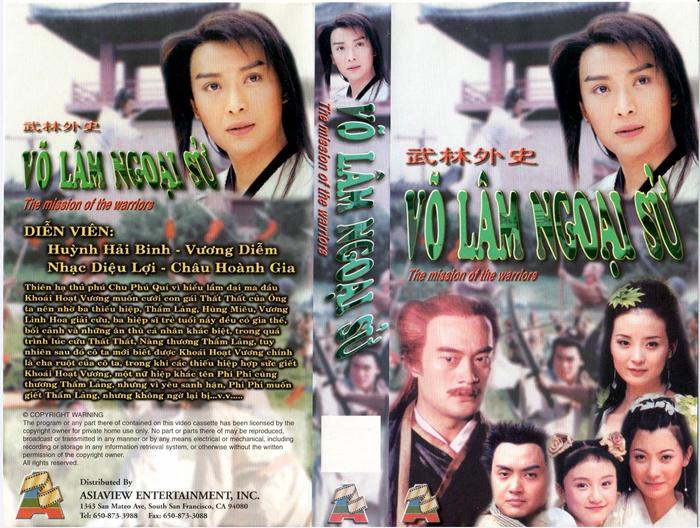 武林外史
VÕ LÂM NGOẠI SỬ
The mission of the warriors
DIỄN VIÊN:
Huỳnh Hải Bình - Vương Diễm
Nhạc Diệu Lợi - Châu Hoành Gia
Thiên hạ thủ phú Chu Phú Quí vì hiểu lầm đại ma đầu
Khoái Hoạt Vương muốn cưới con gái Thất Thất của Ông
ta nên nhờ ba thiếu hiệp, Thẩm Lãng, Hùng Miêu, Vương
Linh Hoa giải cứu, ba hiệp sĩ trẻ tuổi ấy đều có gia thế,
bối cảnh và những ân thù cá nhân khác biệt, trong quá
trình lúc cứu Thất Thất, Nàng thương Thẩm Lãng, tuy
nhiên sau đó cô ta mới biết được Khoái Hoạt Vương chính
là cha ruột của cô ta, trong khi các thiếu hiệp hợp sức giết
Khoái Hoạt Vương, một nữ hiệp khác tên Phi Phi cũng
thương Thẩm Lãng, nhưng vì yêu sanh hận, Phi Phi muốn
giết Thẩm Lãng, nhưng không ngờ lại bị...v.v.....
© COPYRIGHT WARNING
The program or any part there of contained on this video cassette has been licensed by the
copyright owner for private home use only. No part or parts there of may be reproduced,
broadcast or transmitted in any manner or by any means electrical or mechanical, including
recording or storage in any information retrieval system, or otherwise without the written
permission of the copyright owner.
All rights reserved.
Distributed By
ASIAVIEW ENTERTAINMENT, INC.
1343 San Mateo Ave, South San Francisco, CA 94080
Tel: 650-873-3988 Fax: 650-873-3088
The mission of the warriors
VÕ LÂM NGOẠI SỬ
武林外史
VÕ LÂM NGOẠI SỬ
The mission of the warriors